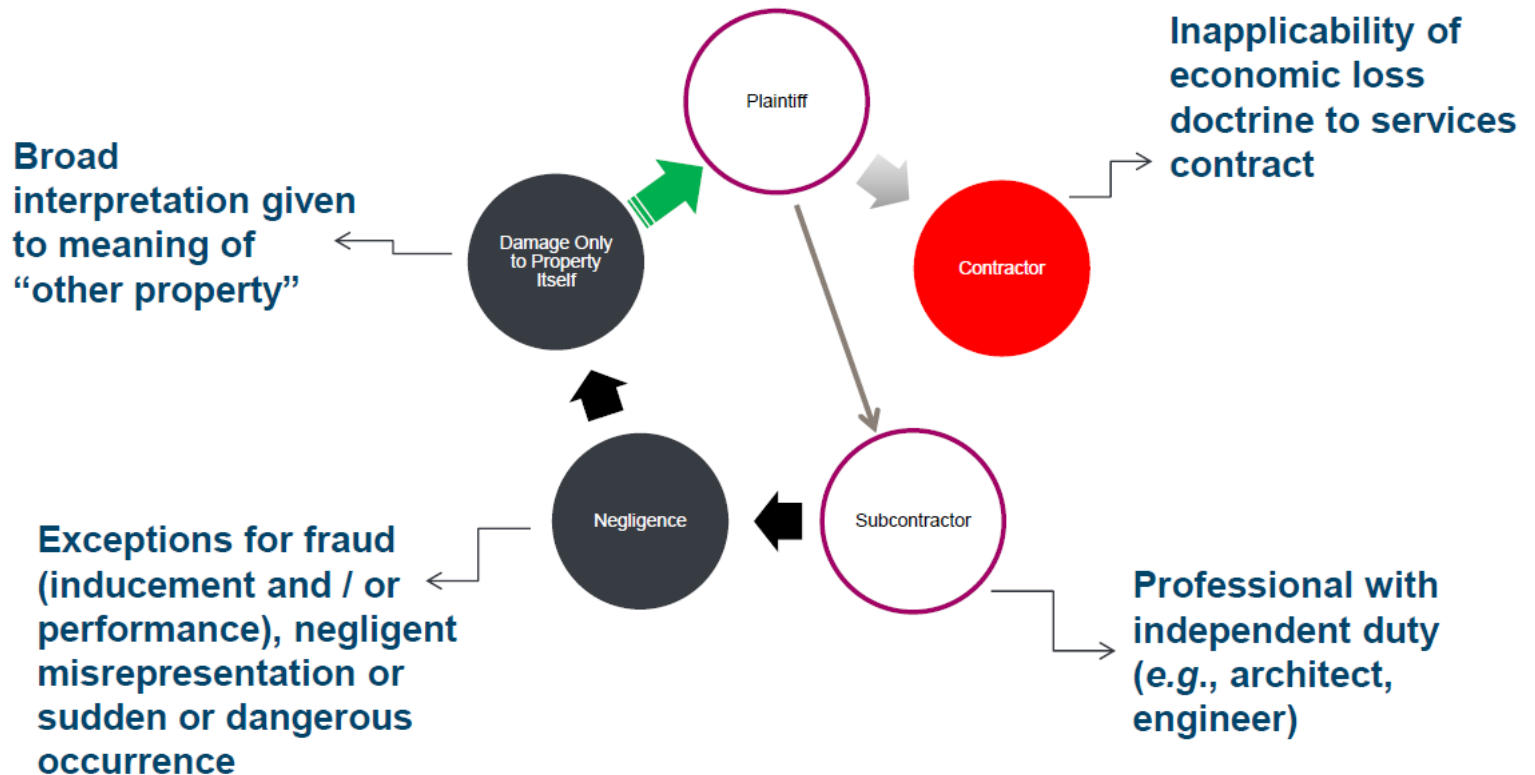 Plaintiff
Inapplicability of
economic loss
doctrine to services
contract
Broad
interpretation given
to meaning of
“other property”
Damage Only
to Property
Itself
Contractor
Negligence
Subcontractor
Exceptions for fraud
(inducement and / or
performance), negligent
misrepresentation or
sudden or dangerous
occurrence
Professional with
independent duty
(e.g., architect,
engineer)